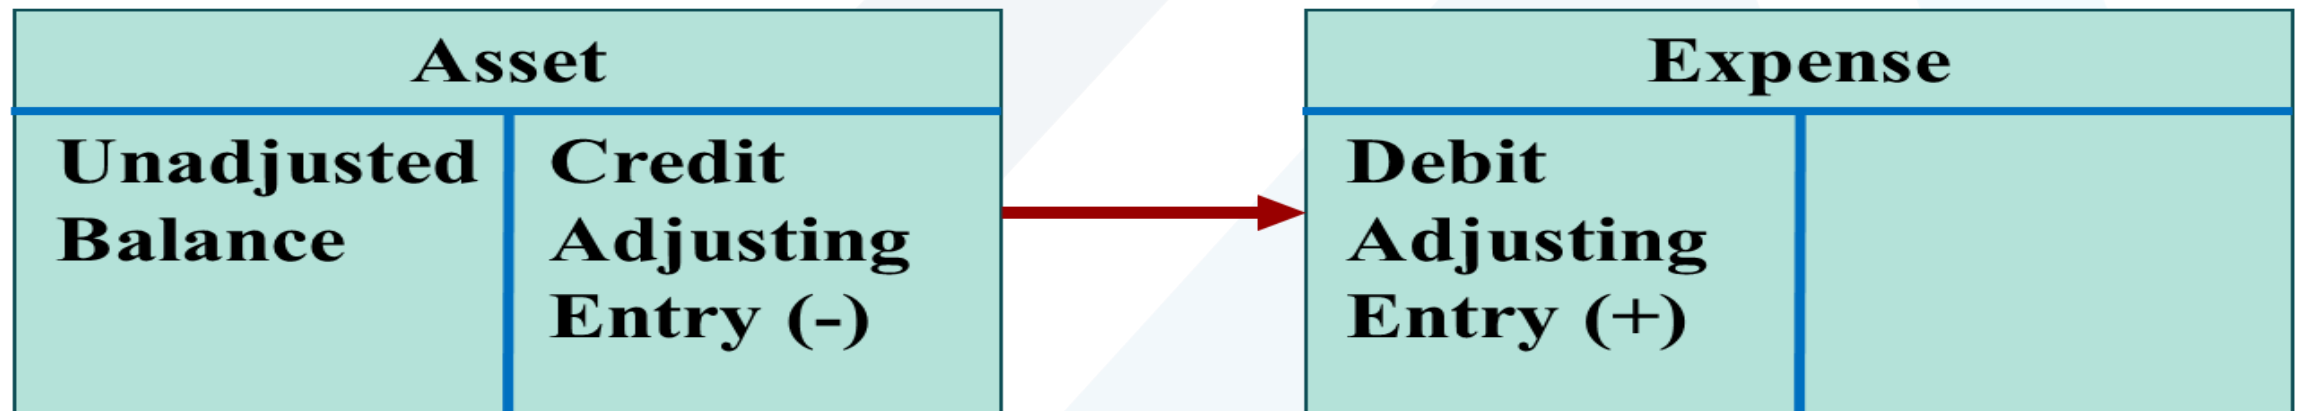 Asset
Unadjusted
Balance
Credit
Adjusting
Entry (-)
Expense
Debit
Adjusting
Entry (+)